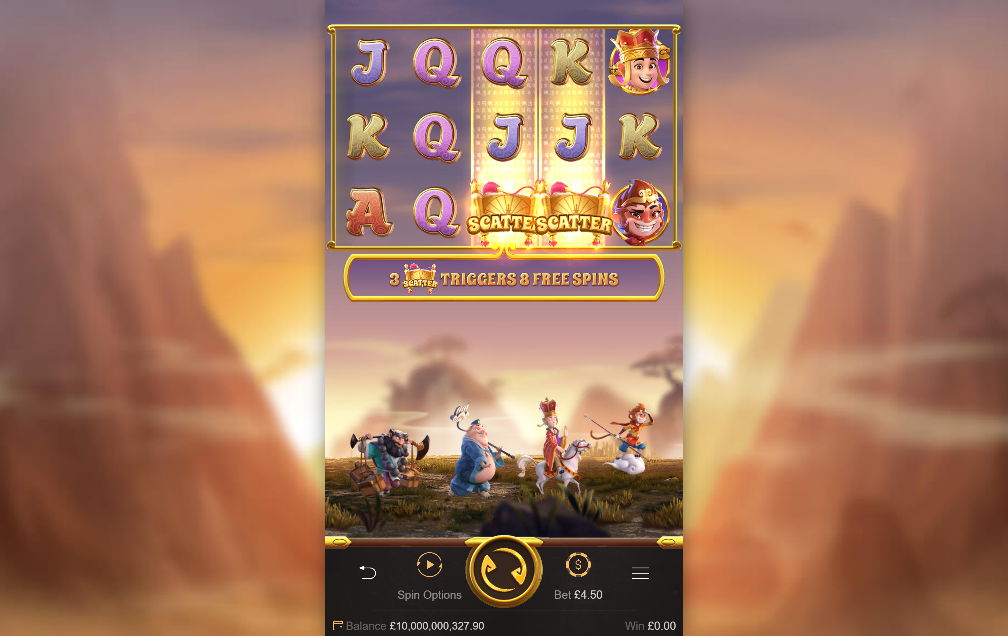 J Q Q K
K Q J J K
A Q SCATTE SCATTER
3 SCATTER TRIGGERS 8 FREE SPINS
Spin Options
Bet £4.50
Balance £10,000,000,327.90
Win £0.00